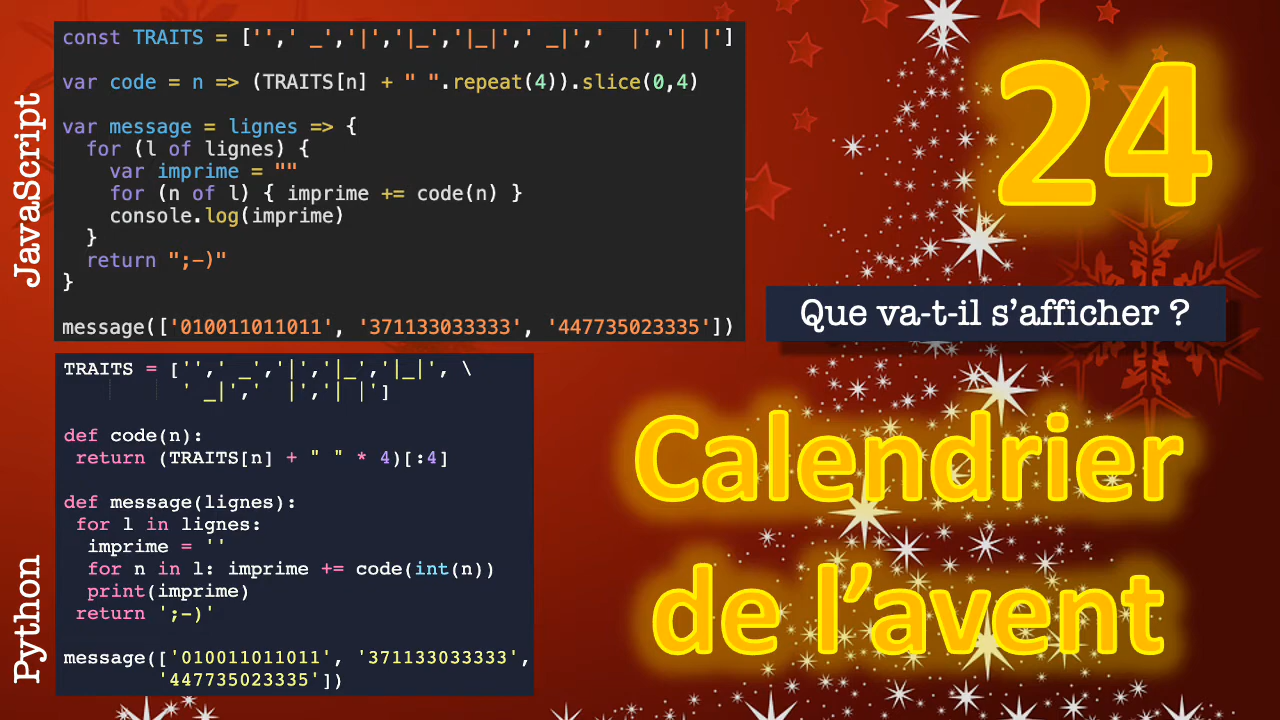 JavaScript
const TRAITS = ['',' _','|','|_','|_|',' _|','  |','| |']
var code = n => (TRAITS[n] + " ".repeat(4)).slice(0,4)
var message = lignes => {
for (l of lignes) {
var imprime = ""
for (n of l) { imprime += code(n) }
console.log(imprime)
}
return ";-)"
}
message(['010011011011', '371133033333', '447735023335'])
24
Que va-t-il s'afficher ?
Python
TRAITS = ['',' _','|','|_','|_|', \
' _|','  |','| |']
def code(n):
return (TRAITS[n] + " " * 4)[:4]
def message(lignes):
for l in lignes:
imprime = ''
for n in l: imprime += code(int(n))
print(imprime)
return ';-)'
message(['010011011011', '371133033333',
'447735023335'])
Calendrier
de l'avent